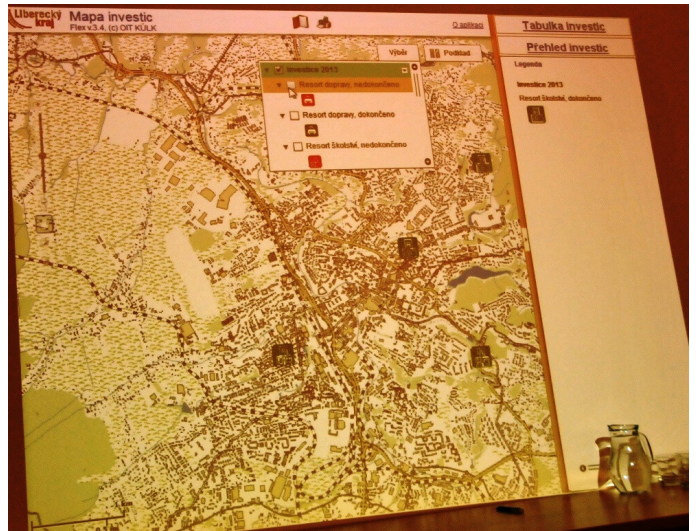 Liberecký
kraj
Mapa investic
Flex v.3.4, (c) OIT KÚLK
O aplikaci
Výběr
Podklad
Investice 2013
Resort dopravy, nedokončeno
Resort dopravy, dokončeno
Resort školství, nedokončeno
Tabulka investic
Přehled investic
Legenda
Investice 2013
Resort školství, dokončeno